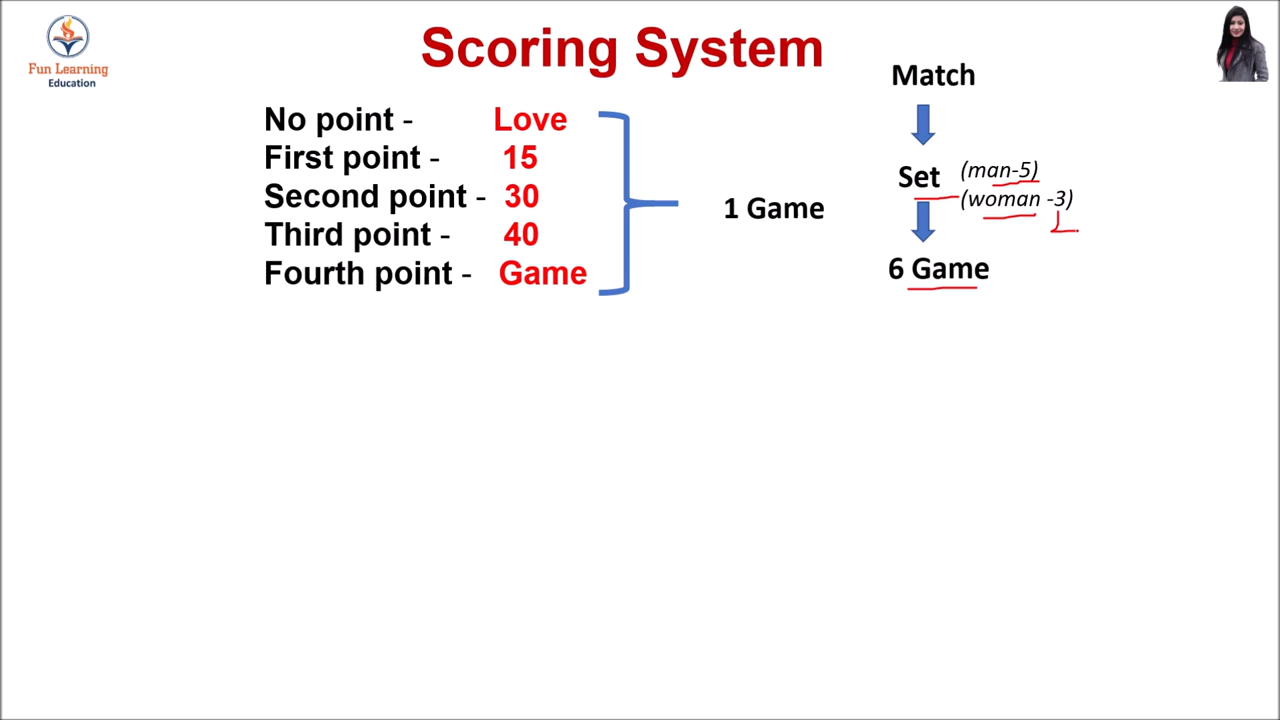 Fun Learning
Education
Scoring System
No point - Love
First point - 15
Second point - 30
Third point - 40
Fourth point - Game
1 Game
Match
Set (man-5)
(woman -3)
6 Game